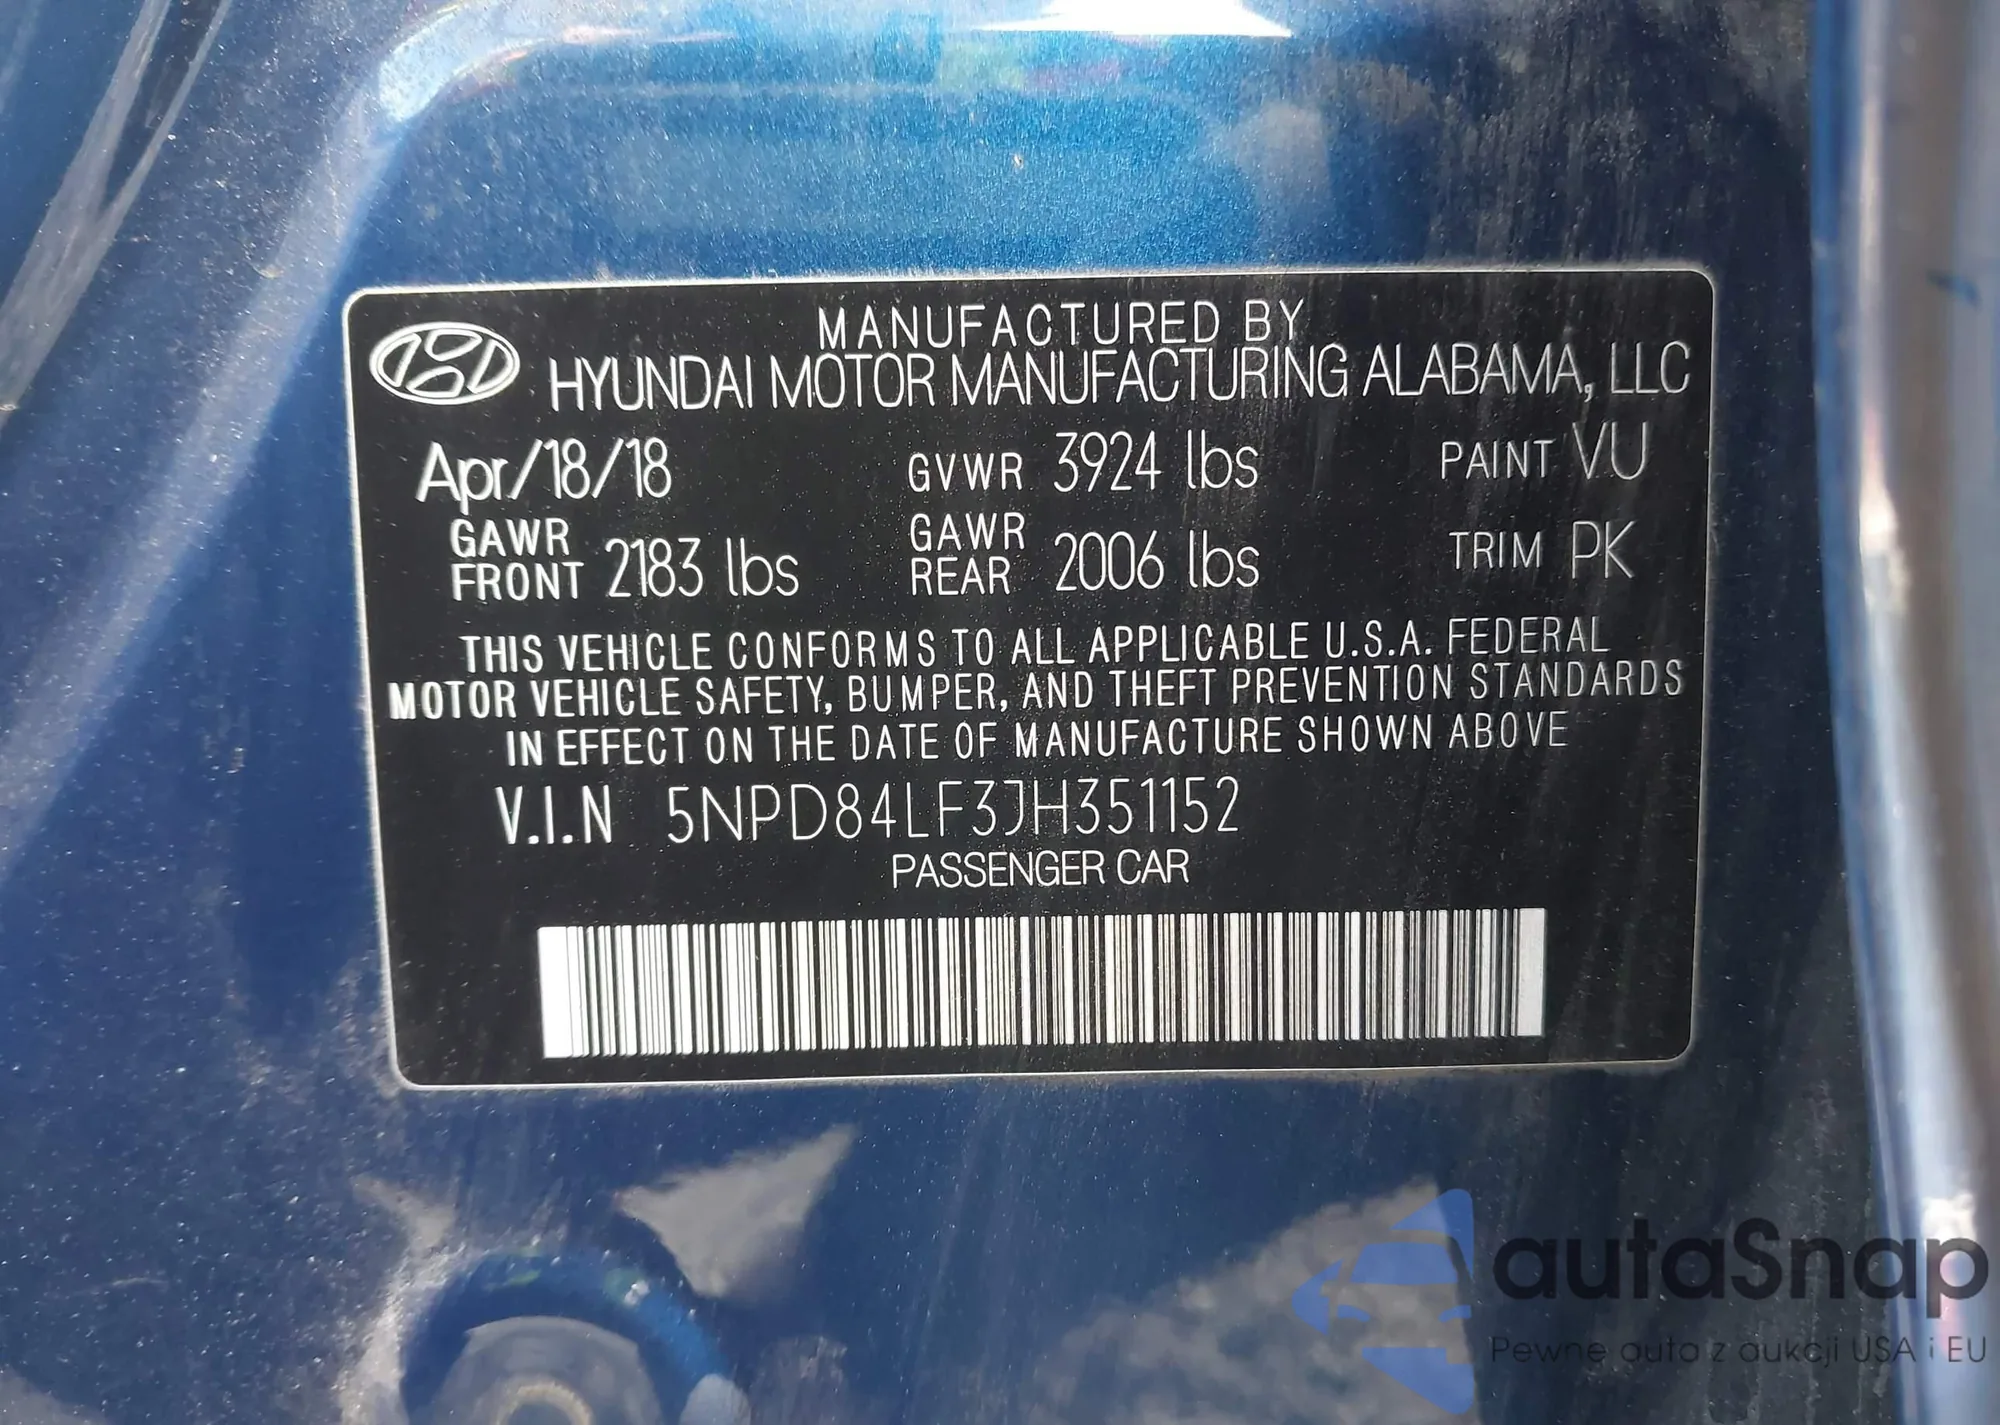 MANUFACTURED BY
HYUNDAI MOTOR MANUFACTURING ALABAMA, LLC
Apr/18/18 GVWR 3924 lbs PAINT VU
GAWR FRONT 2183 lbs GAWR REAR 2006 lbs TRIM PK
THIS VEHICLE CONFORMS TO ALL APPLICABLE U.S.A. FEDERAL
MOTOR VEHICLE SAFETY, BUMPER, AND THEFT PREVENTION STANDARDS
IN EFFECT ON THE DATE OF MANUFACTURE SHOWN ABOVE
V.I.N 5NPD84LF3JH351152
PASSENGER CAR
autaSnap
Pewne auta z aukcji USA i EU